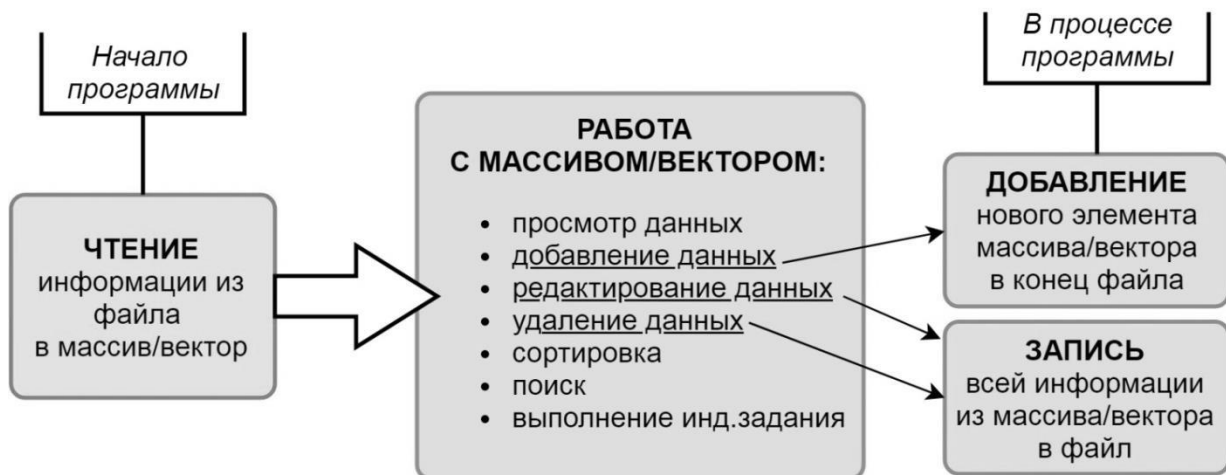 Начало
программы
ЧТЕНИЕ
информации из
файла
в массив/вектор
РАБОТА
С МАССИВОМ/ВЕКТОРОМ:
• просмотр данных
• добавление данных
• редактирование данных
• удаление данных
• сортировка
• поиск
• выполнение инд.задания
В процессе
программы
ДОБАВЛЕНИЕ
нового элемента
массива/вектора
в конец файла
ЗАПИСЬ
всей информации
из массива/вектора
в файл